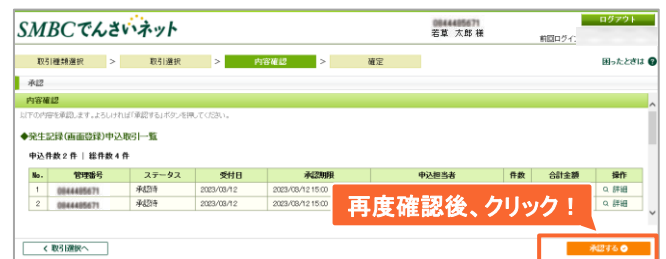 SMBCでんさいネット
若草 太郎 様
ログアウト
前回ログイン
取引種類選択 > 取引選択 > 内容確認 > 確定 困ったときは ?
承認
内容確認
以下の内容を承認します。よろしければ「承認する」ボタンを押してください。
◆発生記録(画面登録)申込取引一覧
申込件数 2 件 | 総件数 4 件
No. 管理番号 ステータス 受付日 承認期限 申込担当者 件数 合計金額 操作
1 承認待 2023/03/12 2023/03/12 15:00 詳細
2 承認待 2023/03/12 2023/03/12 15:00 詳細
再度確認後、クリック！
< 取引選択へ
承認する